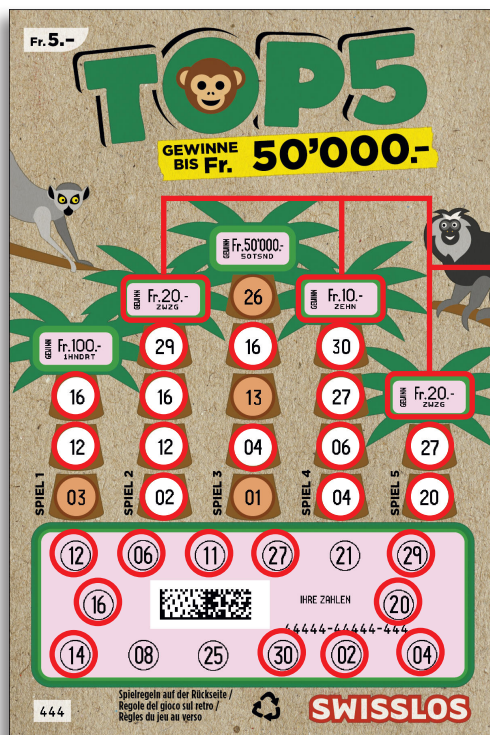 Fr. 5.–
TOP5
GEWINNE
BIS Fr. 50'000.-
GEWINN Fr.50'000.-
50TSND
GEWINN Fr.20.-
ZWZG
26
GEWINN Fr.10.-
ZEHN
GEWINN Fr.100.-
1HNDRT
29 16 30
GEWINN Fr.20.-
ZWZG
16 16 13 27
12 12 04 06 27
SPIEL 1 03 SPIEL 2 02 SPIEL 3 01 SPIEL 4 04 SPIEL 5 20
12 06 11 27 21 29
16 IHRE ZAHLEN 20
44444-44444-444
14 08 25 30 02 04
444
Spielregeln auf der Rückseite /
Regole del gioco sul retro /
Règles du jeu au verso
SWISSLOS